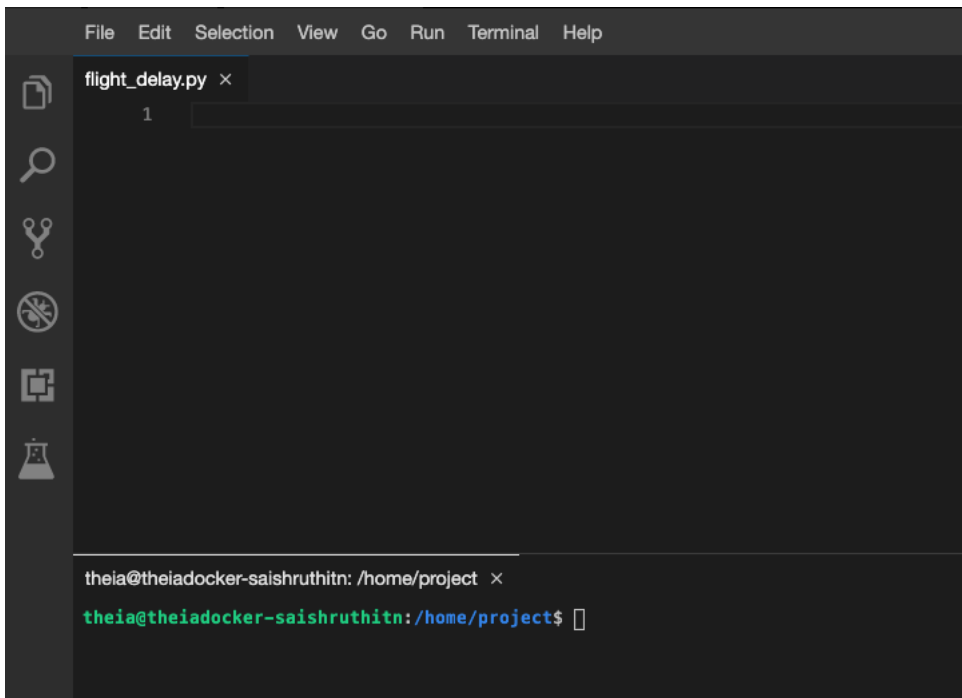 File Edit Selection View Go Run Terminal Help
flight_delay.py ×
1
theia@theiadocker-saishruthitn: /home/project ×
theia@theiadocker-saishruthitn:/home/project$